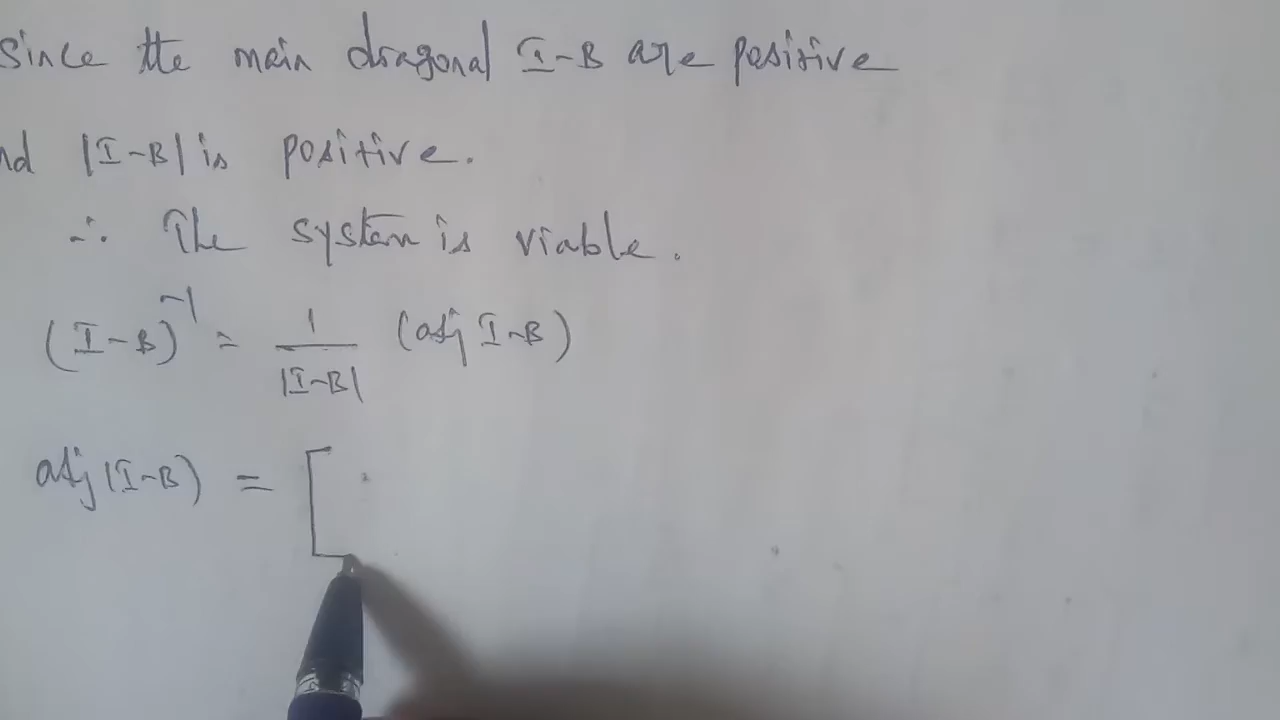 Since the main diagonal I-B are positive
nd |I-B| is positive.
∴ The system is viable.
(I-B)^-1 = 1/|I-B| (adj I-B)
adj (I-B) = [